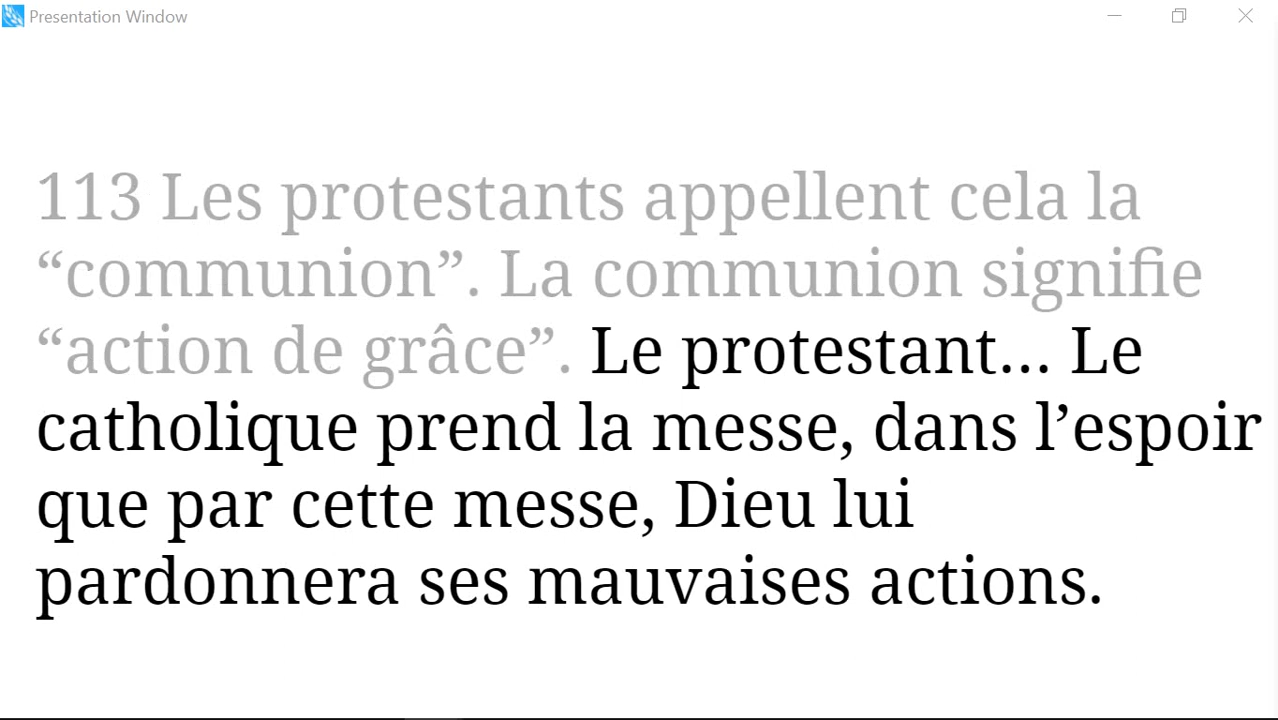 Presentation Window
113 Les protestants appellent cela la
“communion”. La communion signifie
“action de grâce”. Le protestant… Le
catholique prend la messe, dans l’espoir
que par cette messe, Dieu lui
pardonnera ses mauvaises actions.